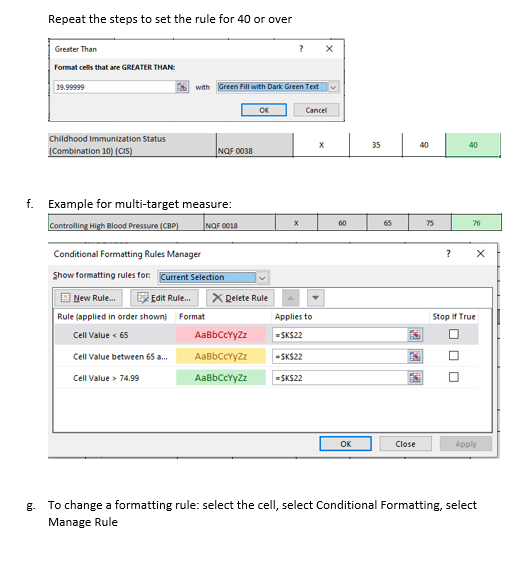 Repeat the steps to set the rule for 40 or over
Greater Than ? X
Format cells that are GREATER THAN:
39.99999 with Green Fill with Dark Green Text
OK Cancel
Childhood Immunization Status
(Combination 10) (CIS) NQF 0038 X 35 40 40
f. Example for multi-target measure:
Controlling High Blood Pressure (CBP) NQF 0018 X 60 65 75 76
Conditional Formatting Rules Manager ? X
Show formatting rules for: Current Selection
New Rule... Edit Rule... Delete Rule
Rule (applied in order shown) Format Applies to Stop If True
Cell Value < 65 AaBbCcYyZz =$K$22
Cell Value between 65 a... AaBbCcYyZz =$K$22
Cell Value > 74.99 AaBbCcYyZz =$K$22
OK Close Apply
g. To change a formatting rule: select the cell, select Conditional Formatting, select
Manage Rule